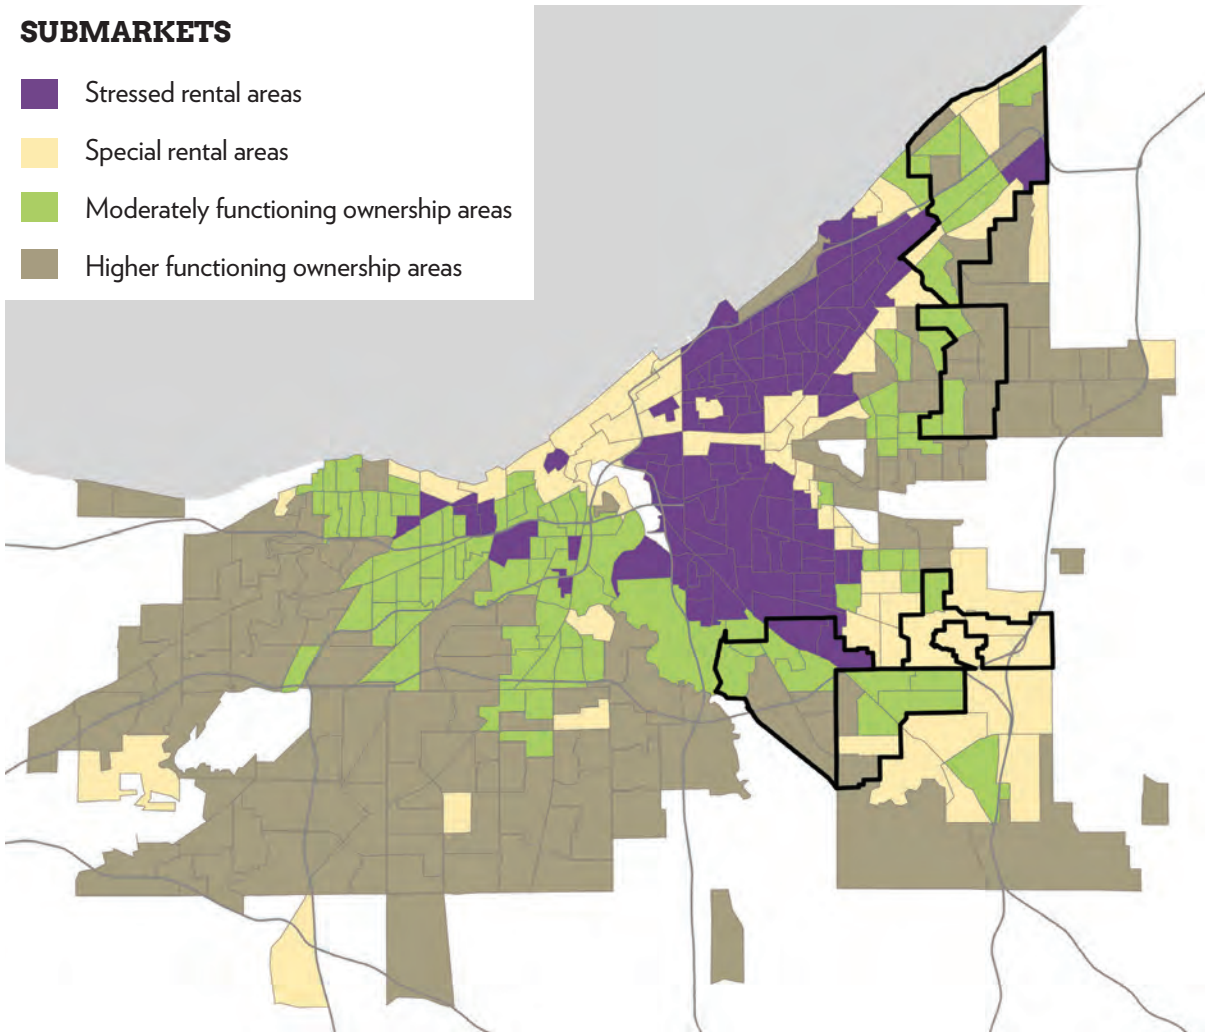 SUBMARKETS
Stressed rental areas
Special rental areas
Moderately functioning ownership areas
Higher functioning ownership areas